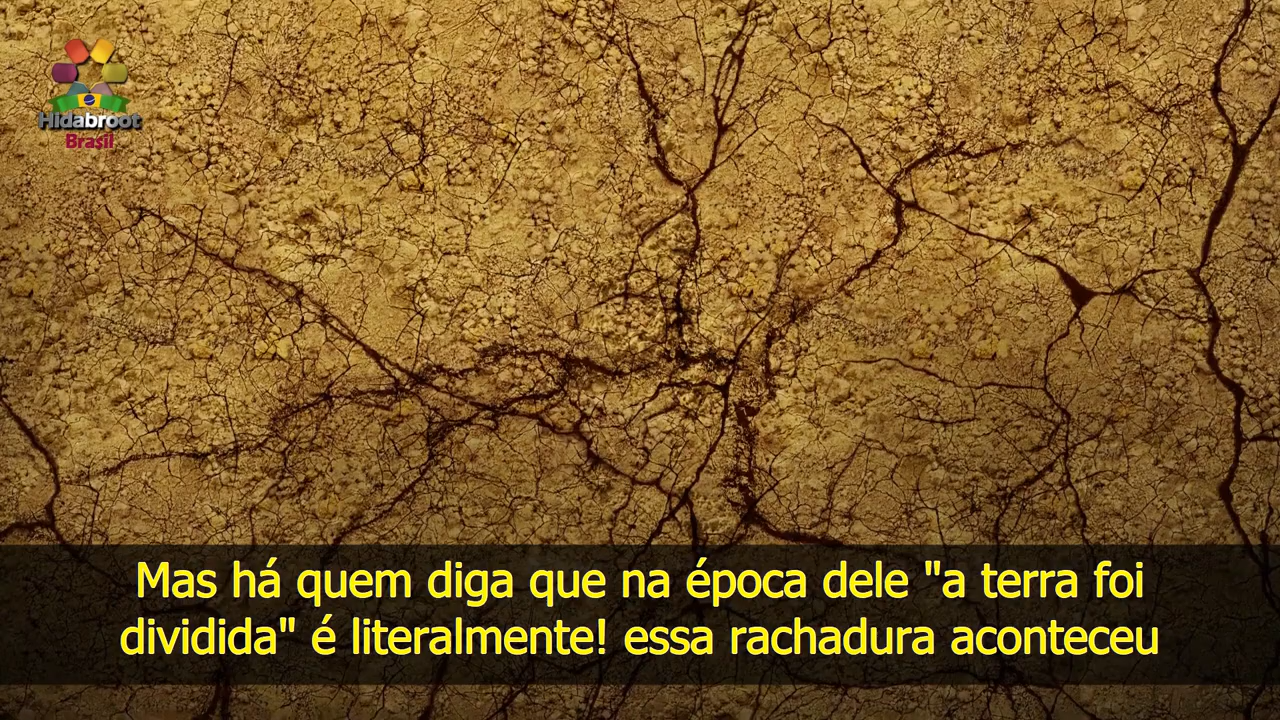 Hidabroot
Brasil
Mas há quem diga que na época dele "a terra foi
dividida" é literalmente! essa rachadura aconteceu